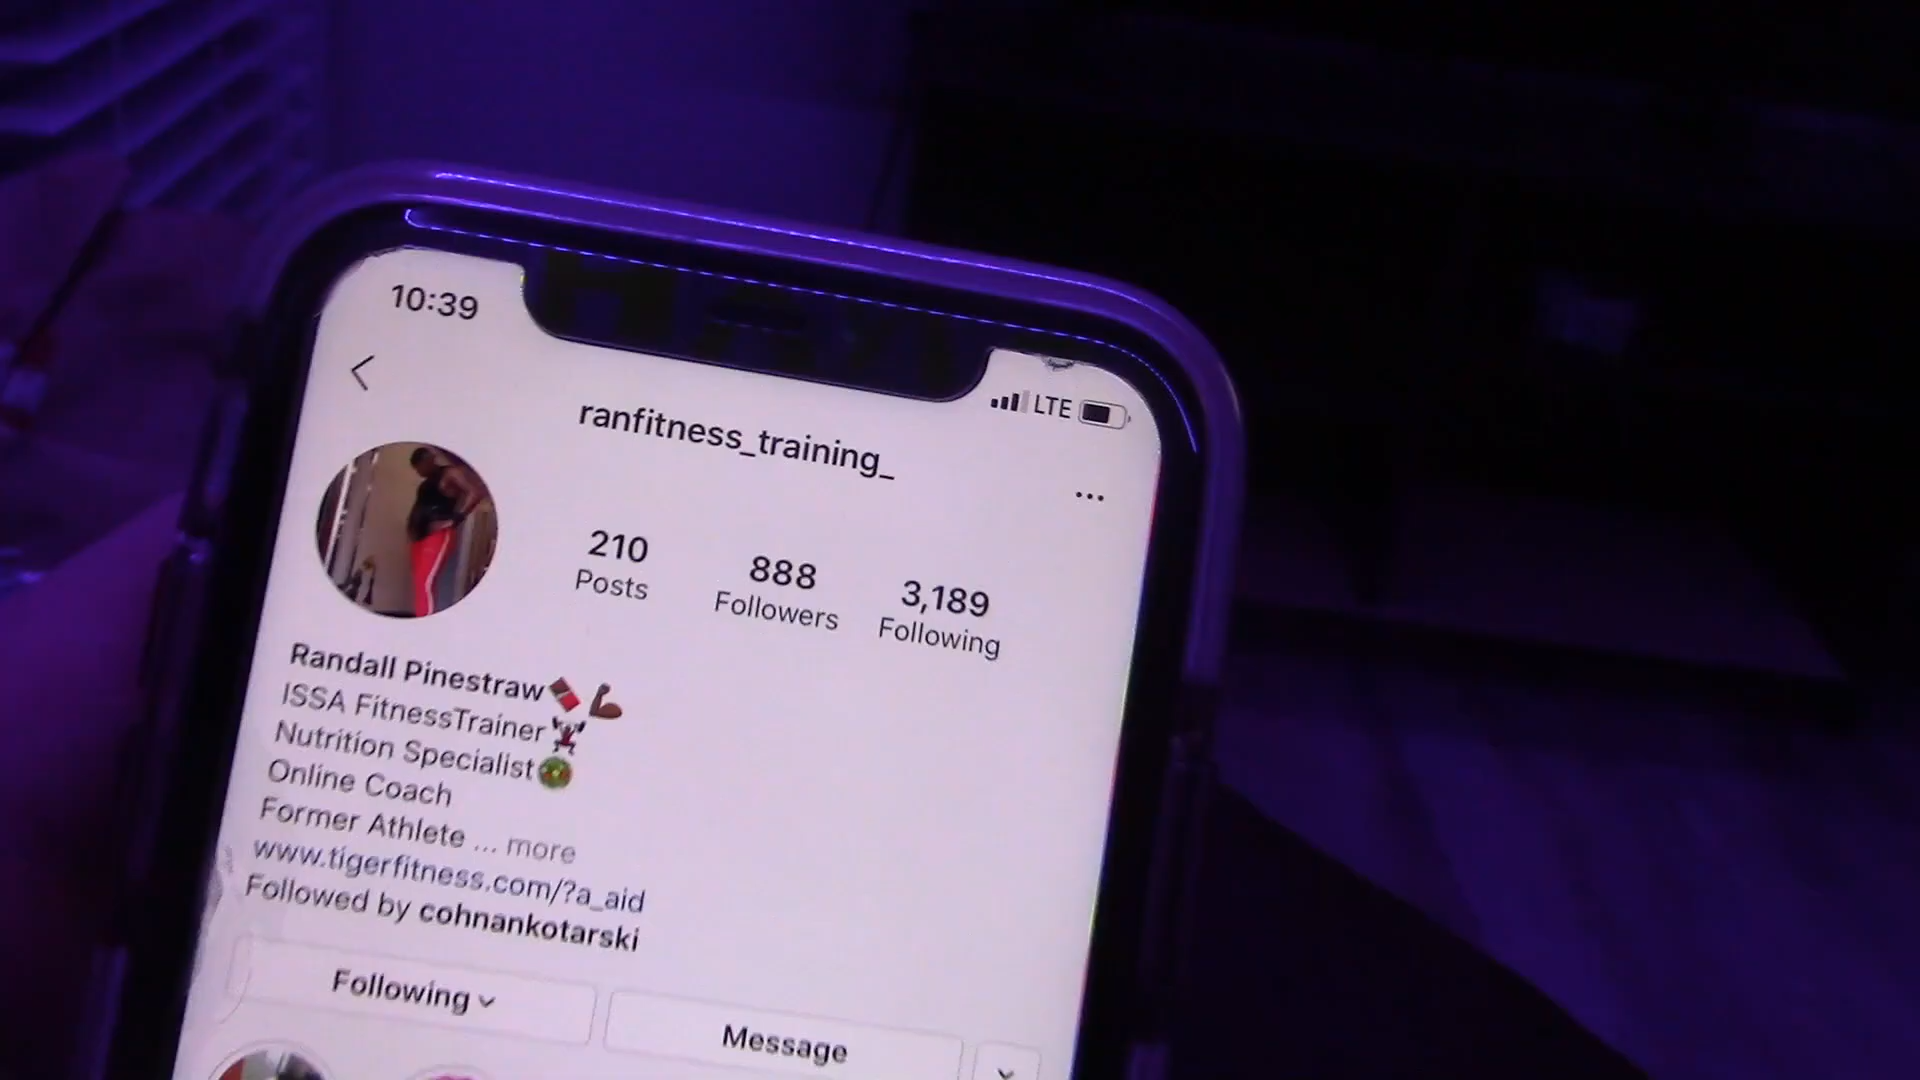 10:39
LTE
ranfitness_training_
210 888 3,189
Posts Followers Following
Randall Pinestraw🍫💪🏾
ISSA FitnessTrainer🏋🏾
Nutrition Specialist🥗
Online Coach
Former Athlete ... more
www.tigerfitness.com/?a_aid
Followed by cohnankotarski
Following Message